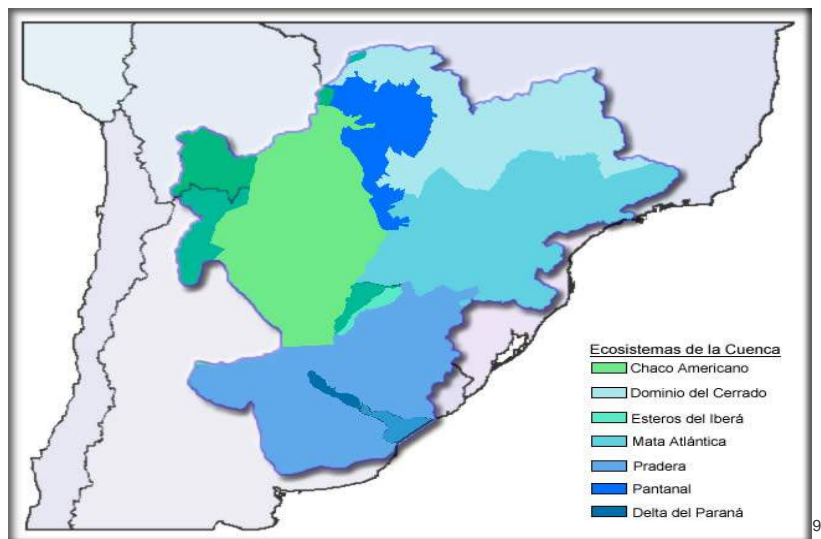 Ecosistemas de la Cuenca
Chaco Americano
Dominio del Cerrado
Esteros del Iberá
Mata Atlántica
Pradera
Pantanal
Delta del Paraná
9